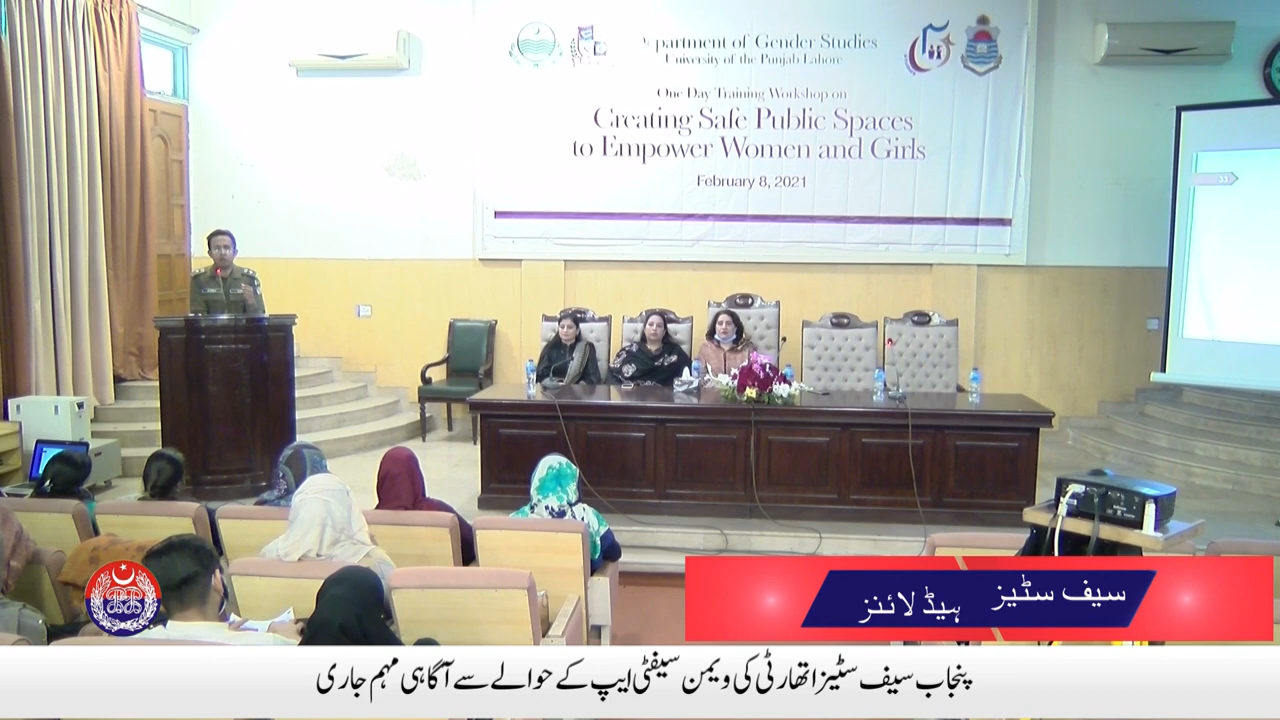 Department of Gender Studies
University of the Punjab Lahore
One Day Training Workshop on
Creating Safe Public Spaces
to Empower Women and Girls
February 8, 2021
سیف سٹیز
ہیڈ لائنز
پنجاب سیف سٹیز اتھارٹی کی ویمن سیفٹی ایپ کے حوالے سے آگاہی مہم جاری